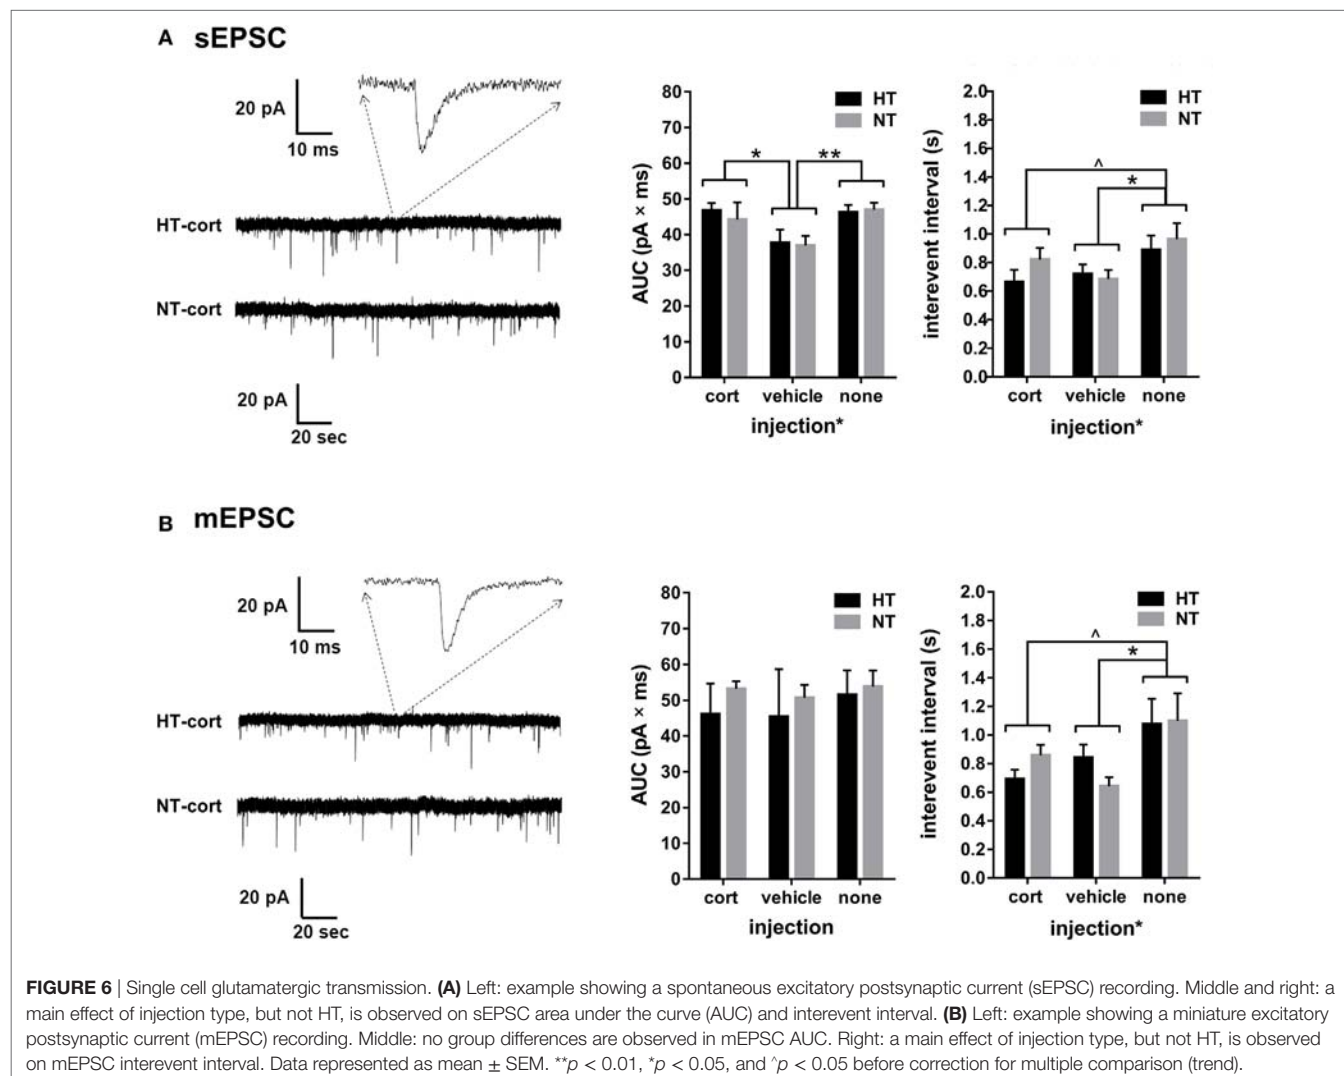 A sEPSC
20 pA
10 ms
HT-cort
NT-cort
20 pA
20 sec
80
70
60
50
40
30
20
10
0
AUC (pA × ms)
HT
NT
*
**
cort vehicle none
injection*
2.0
1.8
1.6
1.4
1.2
1.0
0.8
0.6
0.4
0.2
0.0
interevent interval (s)
HT
NT
^
*
cort vehicle none
injection*
B mEPSC
20 pA
10 ms
HT-cort
NT-cort
20 pA
20 sec
80
70
60
50
40
30
20
10
0
AUC (pA × ms)
HT
NT
cort vehicle none
injection
2.0
1.8
1.6
1.4
1.2
1.0
0.8
0.6
0.4
0.2
0.0
interevent interval (s)
HT
NT
^
*
cort vehicle none
injection*
FIGURE 6 | Single cell glutamatergic transmission. (A) Left: example showing a spontaneous excitatory postsynaptic current (sEPSC) recording. Middle and right: a
main effect of injection type, but not HT, is observed on sEPSC area under the curve (AUC) and interevent interval. (B) Left: example showing a miniature excitatory
postsynaptic current (mEPSC) recording. Middle: no group differences are observed in mEPSC AUC. Right: a main effect of injection type, but not HT, is observed
on mEPSC interevent interval. Data represented as mean ± SEM. **p < 0.01, *p < 0.05, and ^p < 0.05 before correction for multiple comparison (trend).